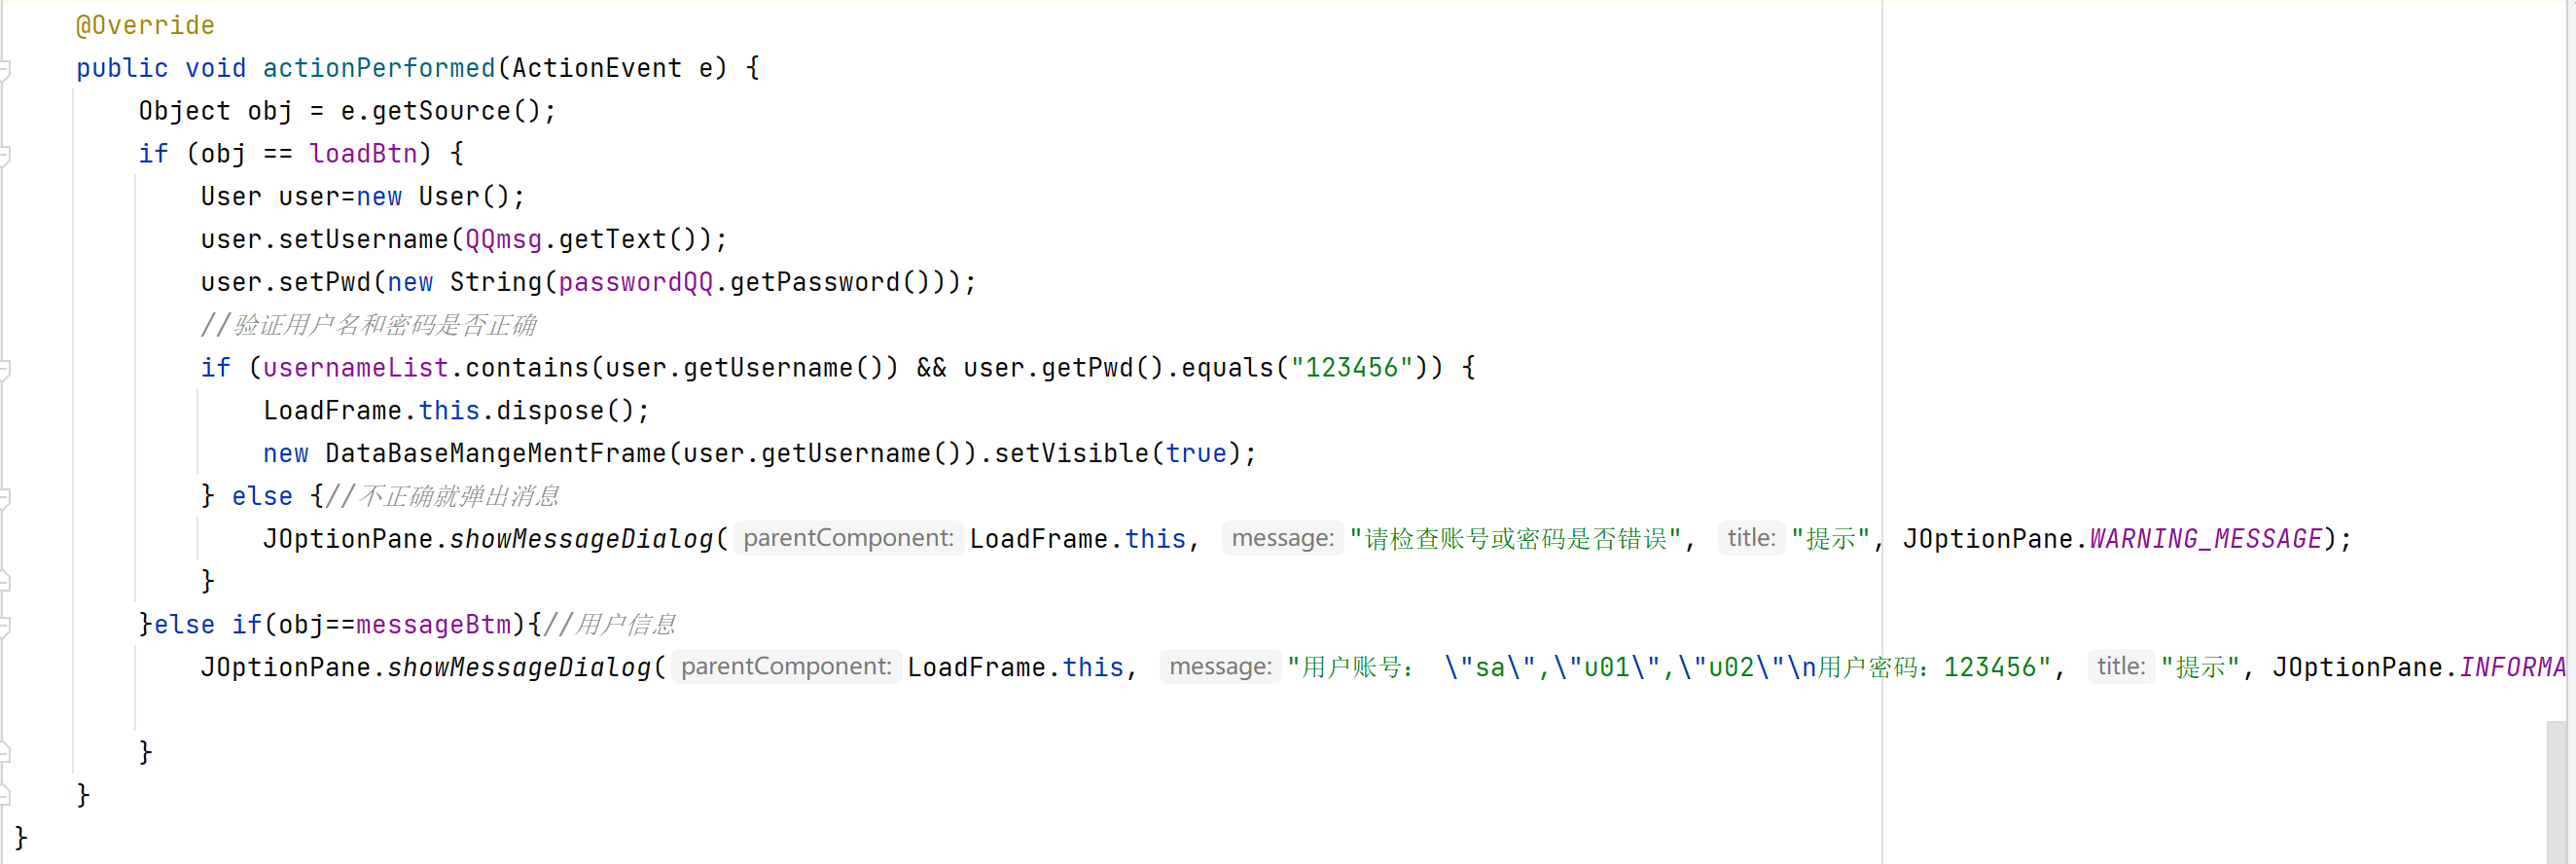 @Override
public void actionPerformed(ActionEvent e) {
Object obj = e.getSource();
if (obj == loadBtn) {
User user=new User();
user.setUsername(QQmsg.getText());
user.setPwd(new String(passwordQQ.getPassword()));
//验证用户名和密码是否正确
if (usernameList.contains(user.getUsername()) && user.getPwd().equals("123456")) {
LoadFrame.this.dispose();
new DataBaseMangeMentFrame(user.getUsername()).setVisible(true);
} else {//不正确就弹出消息
JOptionPane.showMessageDialog( parentComponent: LoadFrame.this, message: "请检查账号或密码是否错误", title: "提示", JOptionPane.WARNING_MESSAGE);
}
}else if(obj==messageBtm){//用户信息
JOptionPane.showMessageDialog( parentComponent: LoadFrame.this, message: "用户账号： \"sa\",\"u01\",\"u02\"\n用户密码：123456", title: "提示", JOptionPane.INFORMA
}
}
}